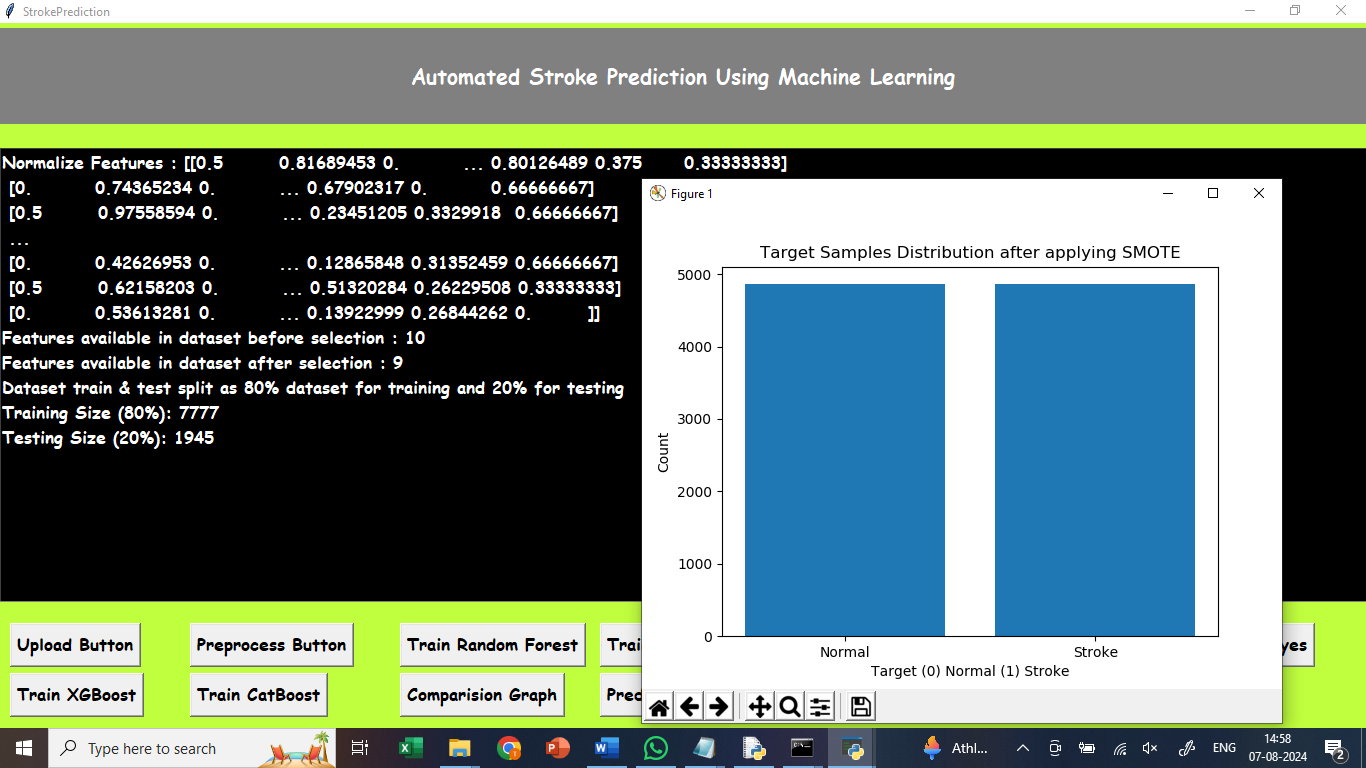 StrokePrediction
Automated Stroke Prediction Using Machine Learning
Normalize Features : [[0.5 0.81689453 0. ... 0.80126489 0.375 0.33333333]
[0. 0.74365234 0. ... 0.67902317 0. 0.66666667]
[0.5 0.97558594 0. ... 0.23451205 0.3329918 0.66666667]
...
[0. 0.42626953 0. ... 0.12865848 0.31352459 0.66666667]
[0.5 0.62158203 0. ... 0.51320284 0.26229508 0.33333333]
[0. 0.53613281 0. ... 0.13922999 0.26844262 0. ]]
Features available in dataset before selection : 10
Features available in dataset after selection : 9
Dataset train & test split as 80% dataset for training and 20% for testing
Training Size (80%): 7777
Testing Size (20%): 1945
Figure 1
Target Samples Distribution after applying SMOTE
5000
4000
3000
2000
1000
0
Count
Normal Stroke
Target (0) Normal (1) Stroke
Upload Button Preprocess Button Train Random Forest Trai yes
Train XGBoost Train CatBoost Comparision Graph Pred
Type here to search
Athl...
ENG
14:58
07-08-2024
2